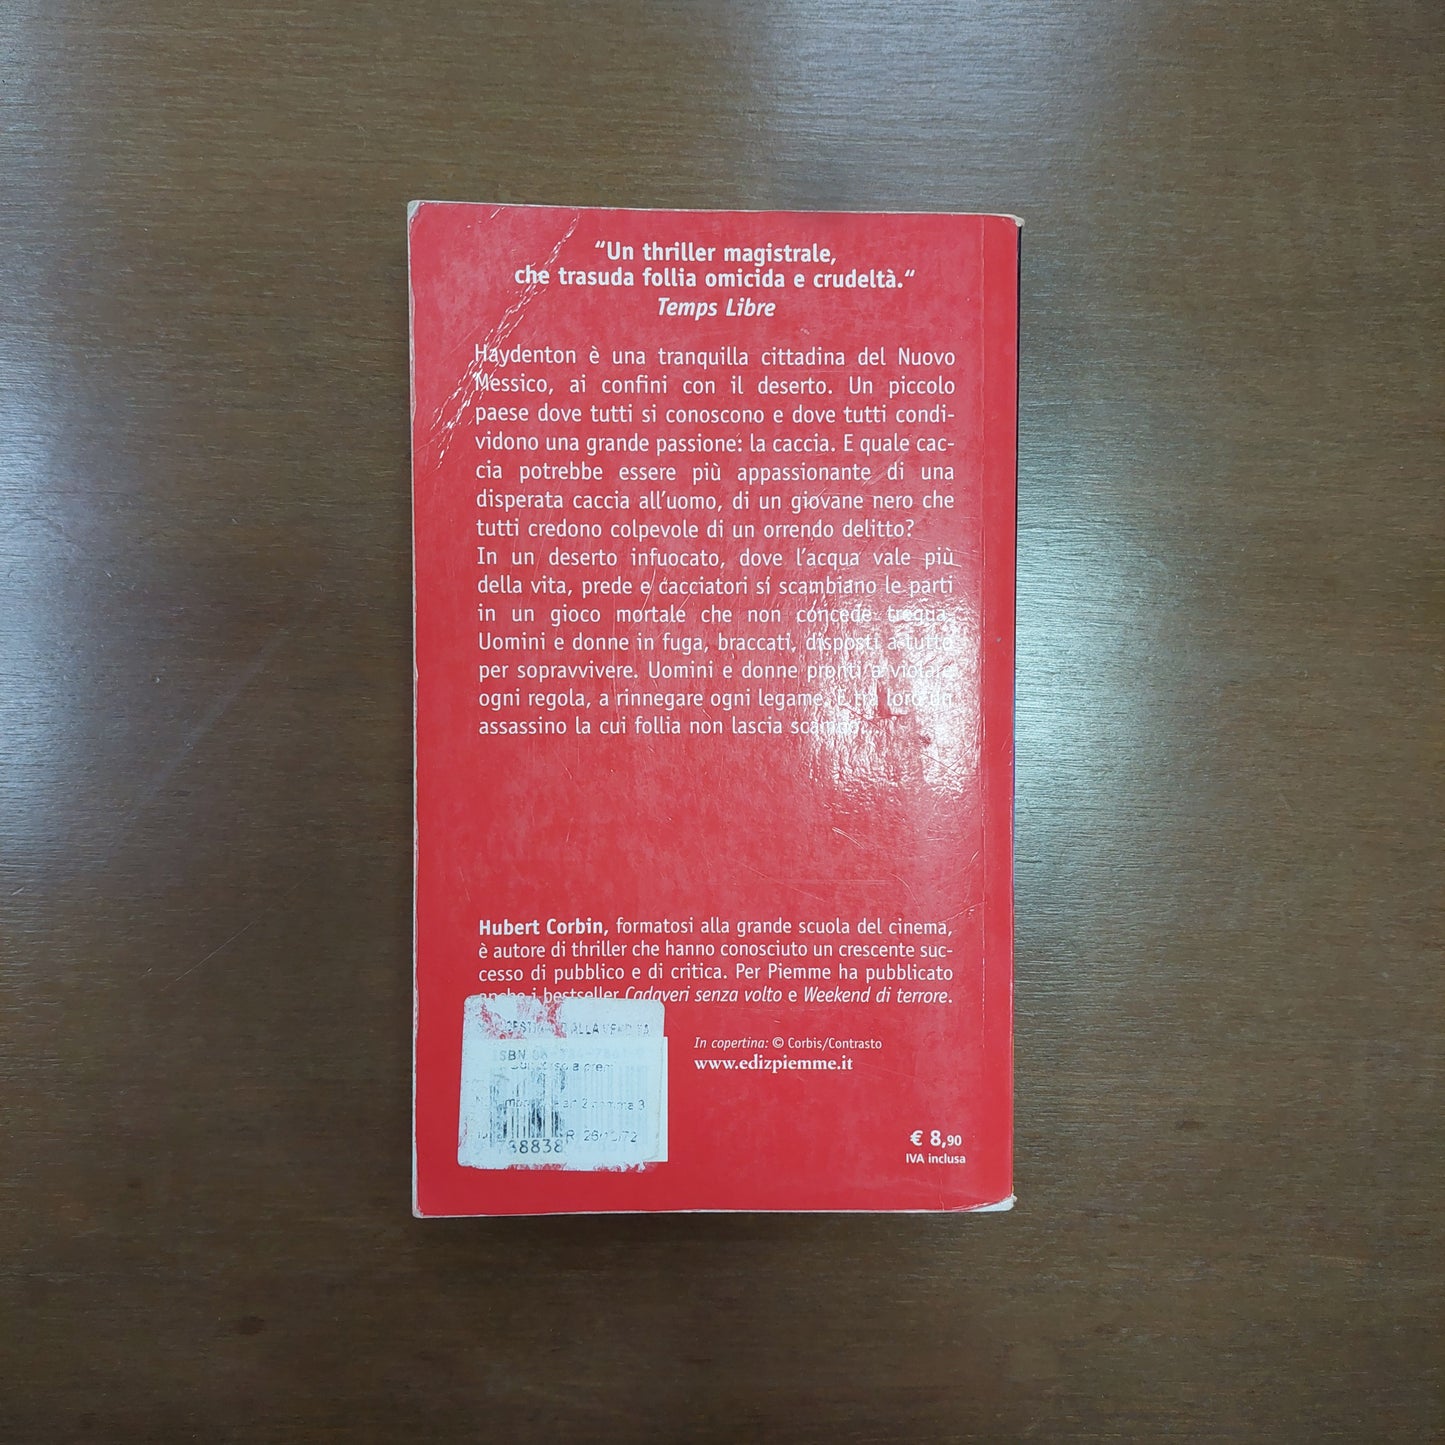 “Un thriller magistrale,
che trasuda follia omicida e crudeltà.“
Temps Libre
Haydenton è una tranquilla cittadina del Nuovo
Messico, ai confini con il deserto. Un piccolo
paese dove tutti si conoscono e dove tutti condi-
vidono una grande passione: la caccia. E quale cac-
cia potrebbe essere più appassionante di una
disperata caccia all’uomo, di un giovane nero che
tutti credono colpevole di un orrendo delitto?
In un deserto infuocato, dove l’acqua vale più
della vita, prede e cacciatori si scambiano le parti
in un gioco mortale che non concede tregua.
Uomini e donne in fuga, braccati, disposti a tutto
per sopravvivere. Uomini e donne pronti a violare
ogni regola, a rinnegare ogni legame. E tra loro un
assassino la cui follia non lascia scampo.
Hubert Corbin, formatosi alla grande scuola del cinema,
è autore di thriller che hanno conosciuto un crescente suc-
cesso di pubblico e di critica. Per Piemme ha pubblicato
anche i bestseller Cadaveri senza volto e Weekend di terrore.
ISBN
In copertina: © Corbis/Contrasto
www.edizpiemme.it
€ 8,90
IVA inclusa